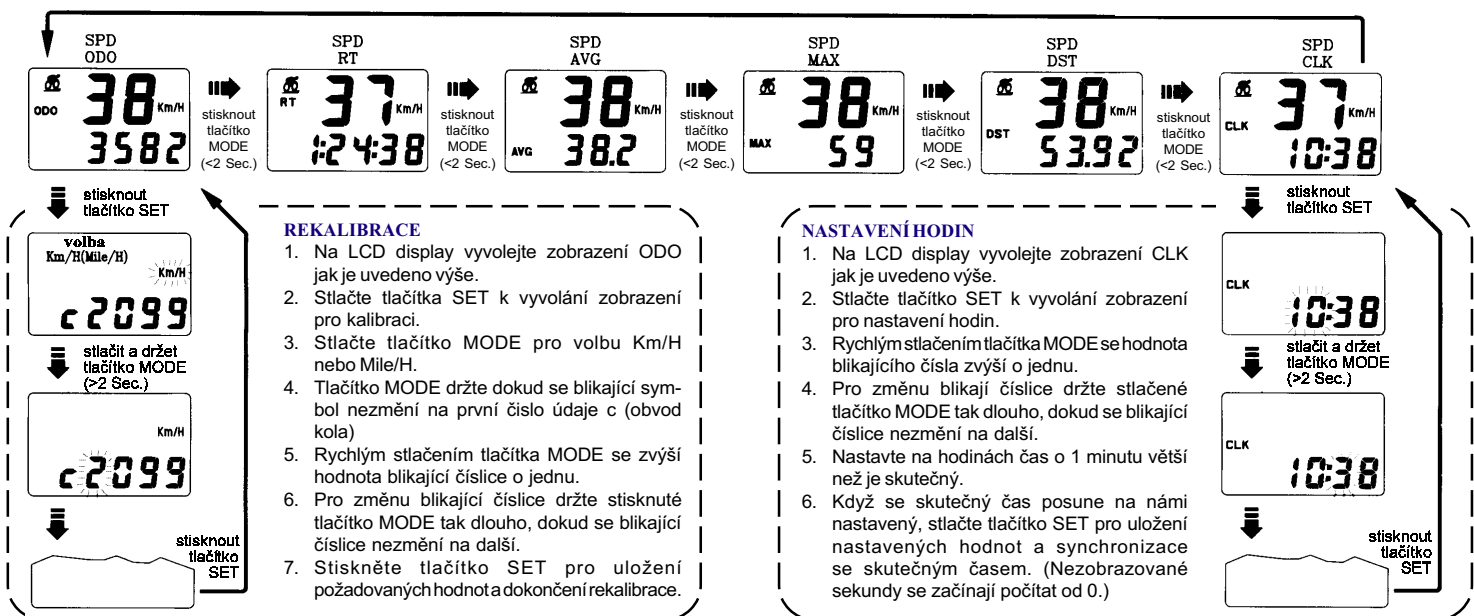 SPD
ODO
ODO
38 Km/H
3582
stisknout
tlačítko
MODE
(<2 Sec.)
SPD
RT
RT
37 Km/H
1:24:38
stisknout
tlačítko
MODE
(<2 Sec.)
SPD
AVG
38 Km/H
AVG 38.2
stisknout
tlačítko
MODE
(<2 Sec.)
SPD
MAX
38 Km/H
MAX 59
stisknout
tlačítko
MODE
(<2 Sec.)
SPD
DST
38 Km/H
DST
53.92
stisknout
tlačítko
MODE
(<2 Sec.)
SPD
CLK
37 Km/H
CLK
10:38
stisknout
tlačítko SET
volba
Km/H(Mile/H)
Km/H
c2099
stlačit a držet
tlačítko MODE
(>2 Sec.)
Km/H
c2099
stisknout
tlačítko
SET
REKALIBRACE
1. Na LCD display vyvolejte zobrazení ODO
jak je uvedeno výše.
2. Stlačte tlačítka SET k vyvolání zobrazení
pro kalibraci.
3. Stlačte tlačítko MODE pro volbu Km/H
nebo Mile/H.
4. Tlačítko MODE držte dokud se blikající sym-
bol nezmění na první čislo údaje c (obvod
kola)
5. Rychlým stlačením tlačítka MODE se zvýší
hodnota blikající číslice o jednu.
6. Pro změnu blikající číslice držte stisknuté
tlačítko MODE tak dlouho, dokud se blikající
číslice nezmění na další.
7. Stiskněte tlačítko SET pro uložení
požadovaných hodnot a dokončení rekalibrace.
NASTAVENÍ HODIN
1. Na LCD display vyvolejte zobrazení CLK
jak je uvedeno výše.
2. Stlačte tlačítko SET k vyvolání zobrazení
pro nastavení hodin.
3. Rychlým stlačením tlačítka MODE se hodnota
blikajícího čísla zvýší o jednu.
4. Pro změnu blikají číslice držte stlačené
tlačítko MODE tak dlouho, dokud se blikající
číslice nezmění na další.
5. Nastavte na hodinách čas o 1 minutu větší
než je skutečný.
6. Když se skutečný čas posune na námi
nastavený, stlačte tlačítko SET pro uložení
nastavených hodnot a synchronizace
se skutečným časem. (Nezobrazované
sekundy se začínají počítat od 0.)
stisknout
tlačítko SET
CLK
10:38
stlačit a držet
tlačítko MODE
(>2 Sec.)
CLK
10:38
stisknout
tlačítko
SET